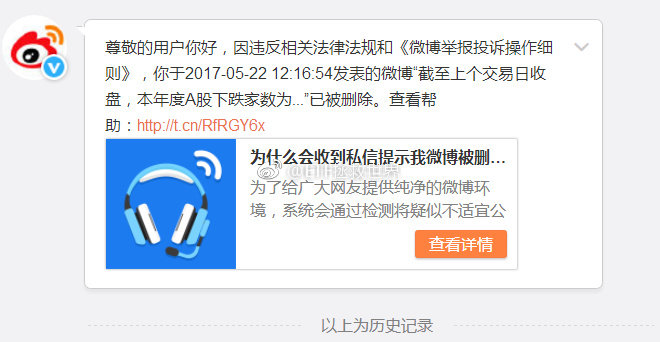 尊敬的用户你好，因违反相关法律法规和《微博举报投诉操作细
则》，你于2017-05-22 12:16:54发表的微博“截至上个交易日收
盘，本年度A股下跌家数为...”已被删除。查看帮
助：http://t.cn/RfRGY6x
为什么会收到私信提示我微博被删...
为了给广大网友提供纯净的微博环
境，系统会通过检测将疑似不适宜公
查看详情
以上为历史记录